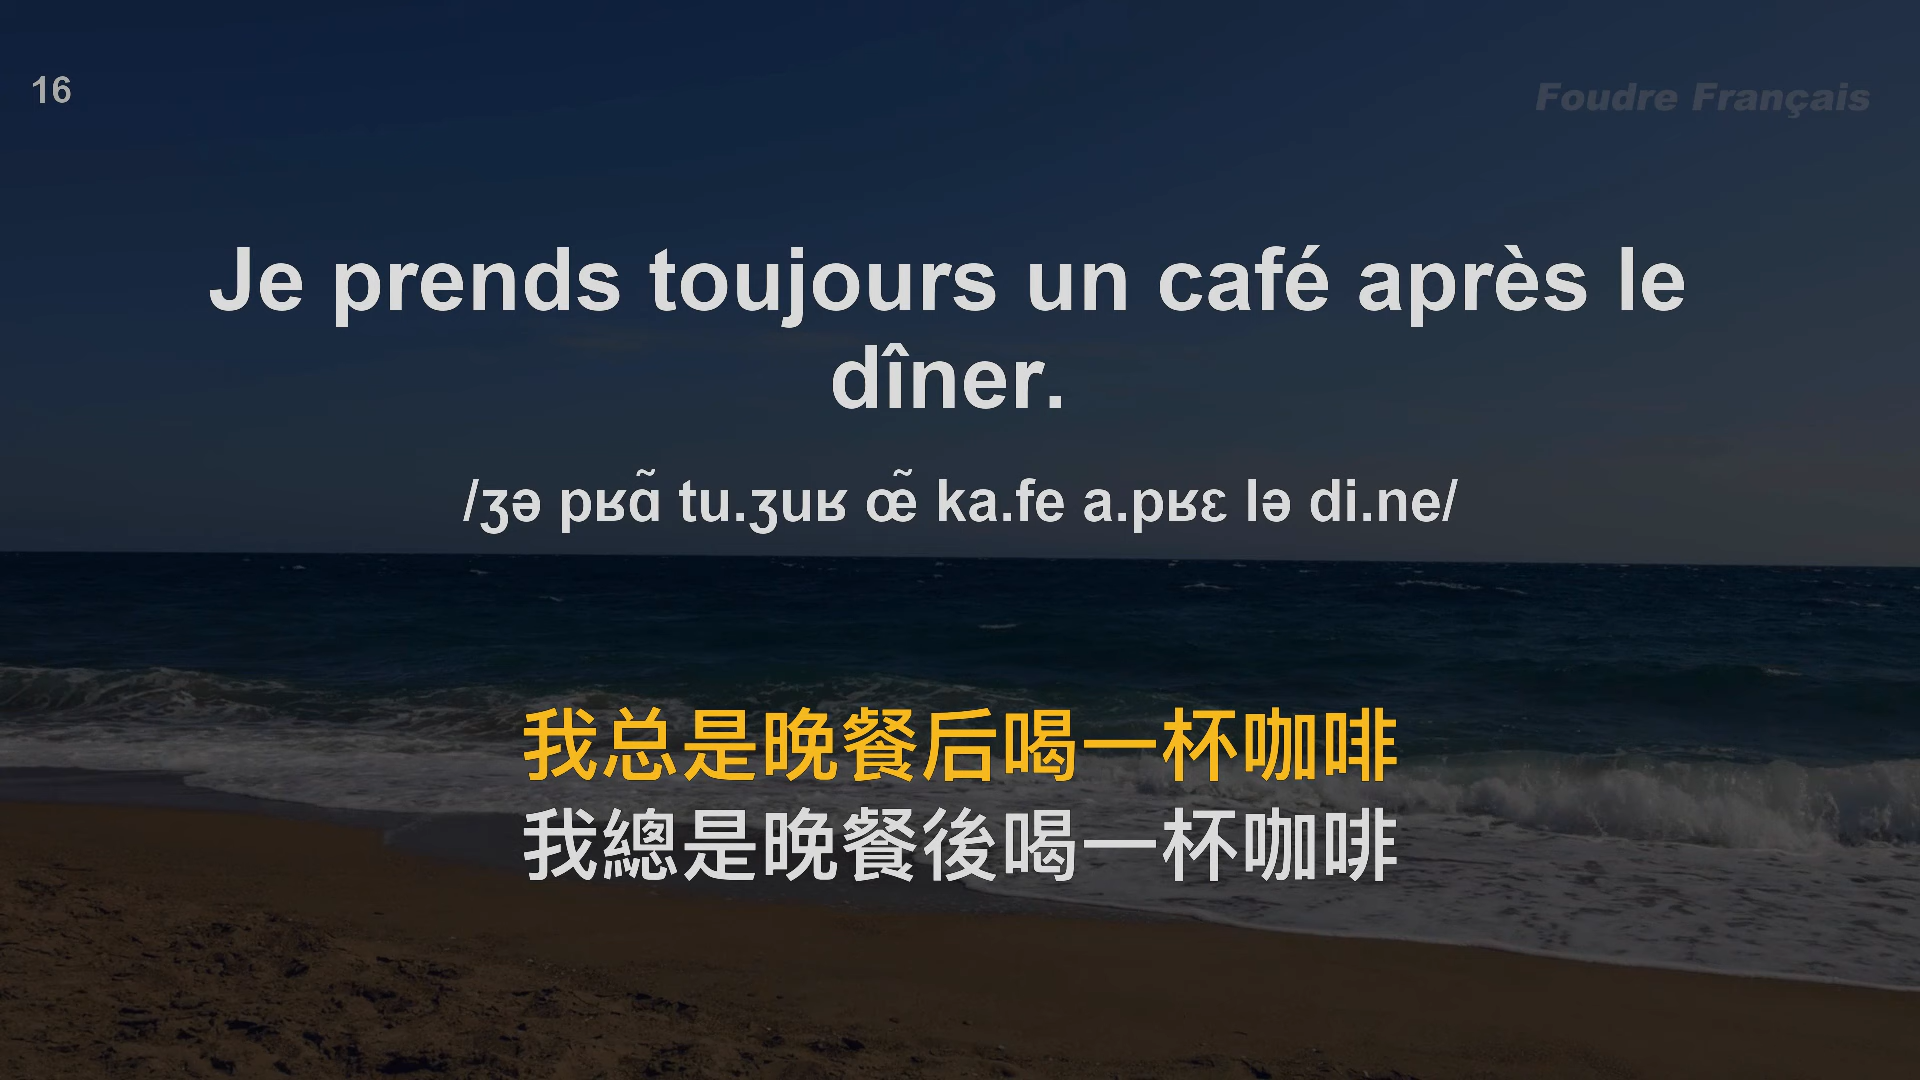 16
Foudre Français
Je prends toujours un café après le
dîner.
/ʒə pʁɑ̃ tu.ʒuʁ œ̃ ka.fe a.pʁɛ lə di.ne/
我总是晚餐后喝一杯咖啡
我總是晚餐後喝一杯咖啡